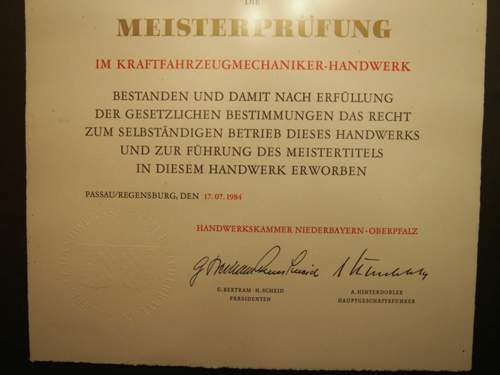 DIE
MEISTERPRÜFUNG
IM KRAFTFAHRZEUGMECHANIKER-HANDWERK
BESTANDEN UND DAMIT NACH ERFÜLLUNG
DER GESETZLICHEN BESTIMMUNGEN DAS RECHT
ZUM SELBSTÄNDIGEN BETRIEB DIESES HANDWERKS
UND ZUR FÜHRUNG DES MEISTERTITELS
IN DIESEM HANDWERK ERWORBEN
PASSAU/REGENSBURG, DEN 17. 07. 1984
HANDWERKSKAMMER NIEDERBAYERN-OBERPFALZ
G. BERTRAM · H. SCHEID
PRÄSIDENTEN
A. HINTERDOBLER
HAUPTGESCHÄFTSFÜHRER